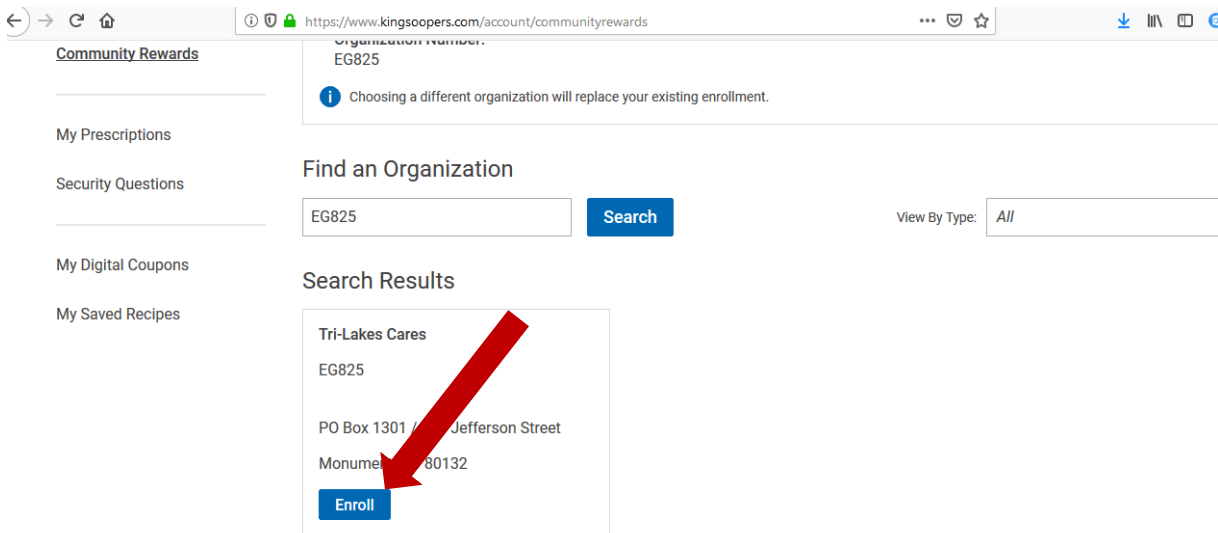 https://www.kingsoopers.com/account/communityrewards
Community Rewards
My Prescriptions
Security Questions
My Digital Coupons
My Saved Recipes
Organization Number:
EG825
Choosing a different organization will replace your existing enrollment.
Find an Organization
EG825
Search
View By Type:
All
Search Results
Tri-Lakes Cares
EG825
PO Box 1301 / Jefferson Street
80132
Enroll